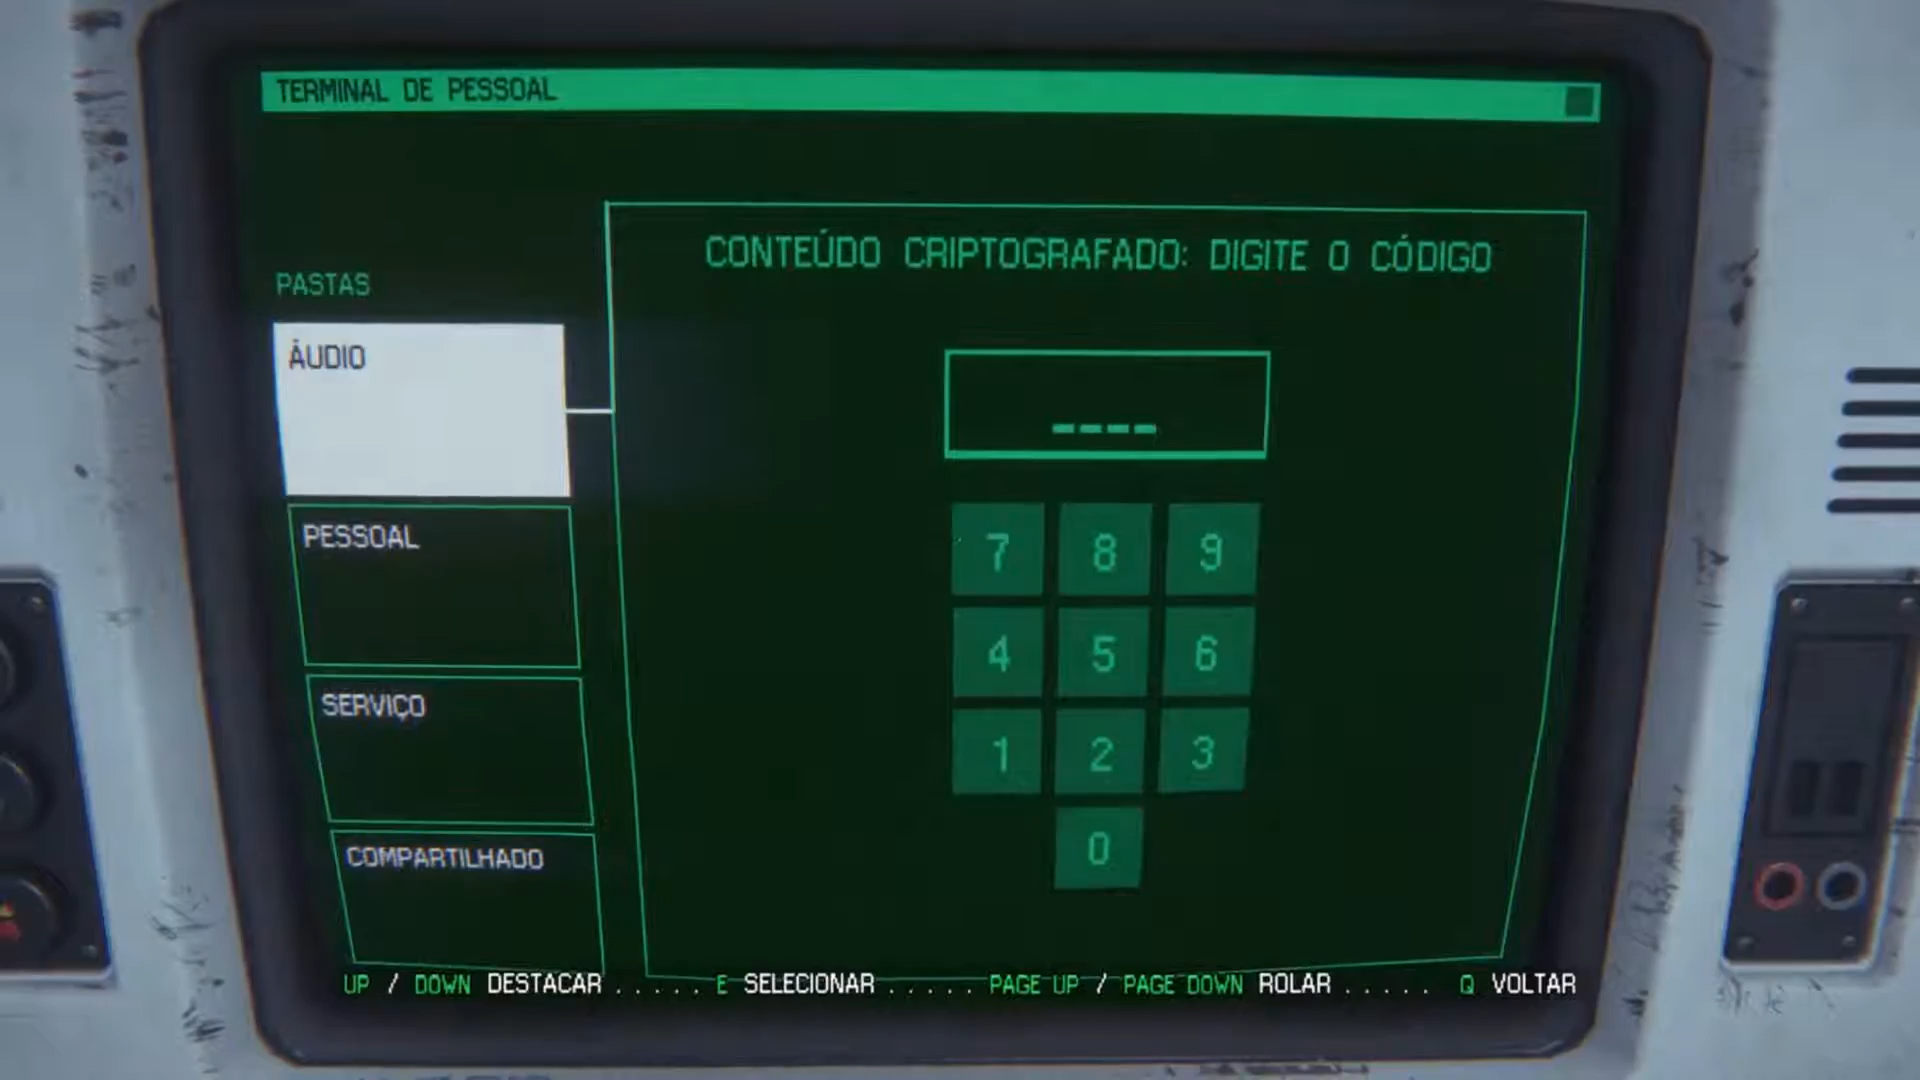 TERMINAL DE PESSOAL
PASTAS
ÁUDIO
PESSOAL
SERVIÇO
COMPARTILHADO
CONTEÚDO CRIPTOGRAFADO: DIGITE O CÓDIGO
----
7 8 9
4 5 6
1 2 3
0
UP / DOWN DESTACAR ..... E SELECIONAR ..... PAGE UP / PAGE DOWN ROLAR ..... Q VOLTAR